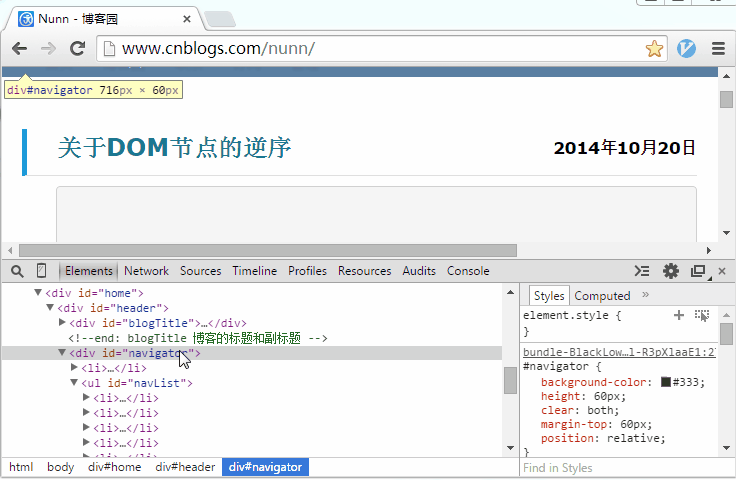 Nunn - 博客园
www.cnblogs.com/nunn/
div#navigator 716px × 60px
关于DOM节点的逆序
2014年10月20日
Elements Network Sources Timeline Profiles Resources Audits Console
<div id="home">
<div id="header">
<div id="blogTitle">…</div>
<!--end: blogTitle 博客的标题和副标题 -->
<div id="navigator">
<li>…</li>
<ul id="navList">
<li>…</li>
<li>…</li>
<li>…</li>
<li>…</li>
<li>…</li>
html body div#home div#header div#navigator
Styles Computed »
element.style {
}
bundle-BlackLow…l-R3pXlaaE1:2
#navigator {
background-color: #333;
height: 60px;
clear: both;
margin-top: 60px;
position: relative;
}
Find in Styles